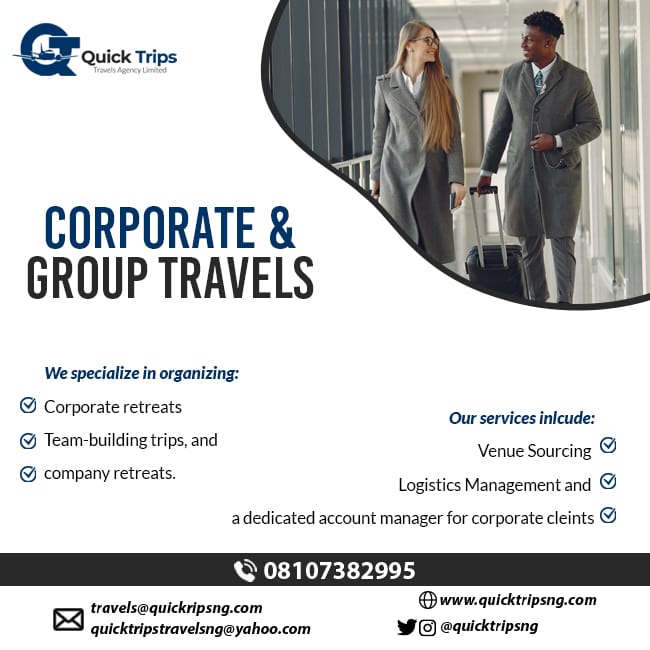 Quick Trips
Travels Agency Limited
CORPORATE &
GROUP TRAVELS
We specialize in organizing:
Corporate retreats
Team-building trips, and
company retreats.
Our services inlcude:
Venue Sourcing
Logistics Management and
a dedicated account manager for corporate cleints
08107382995
travels@quickripsng.com
quicktripstravelsng@yahoo.com
www.quicktripsng.com
@quicktripsng